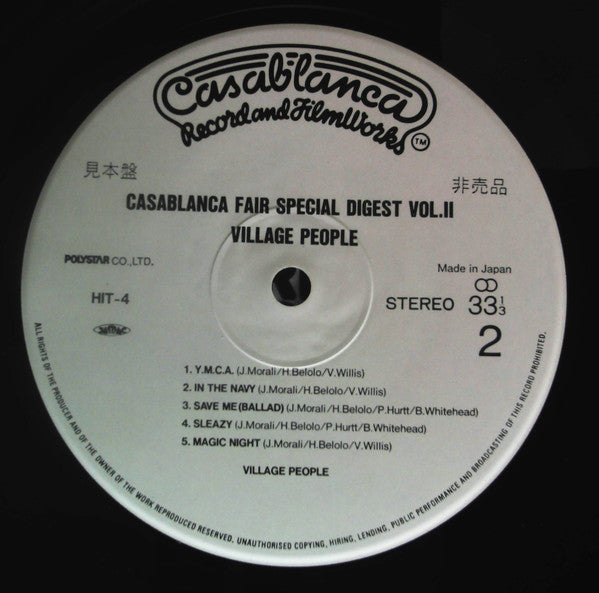 Casablanca
Record and FilmWorks TM
見本盤
非売品
CASABLANCA FAIR SPECIAL DIGEST VOL.II
VILLAGE PEOPLE
POLYSTAR CO.,LTD.
Made in Japan
HIT-4
STEREO 33⅓
2
1. Y.M.C.A. (J.Morali/H.Belolo/V.Willis)
2. IN THE NAVY (J.Morali/H.Belolo/V.Willis)
3. SAVE ME (BALLAD) (J.Morali/H.Belolo/P.Hurtt/B.Whitehead)
4. SLEAZY (J.Morali/H.Belolo/P.Hurtt/B.Whitehead)
5. MAGIC NIGHT (J.Morali/H.Belolo/V.Willis)
VILLAGE PEOPLE
ALL RIGHTS OF THE PRODUCER AND OF THE OWNER OF THE WORK REPRODUCED RESERVED. UNAUTHORISED COPYING, HIRING, LENDING, PUBLIC PERFORMANCE AND BROADCASTING OF THIS RECORD PROHIBITED.